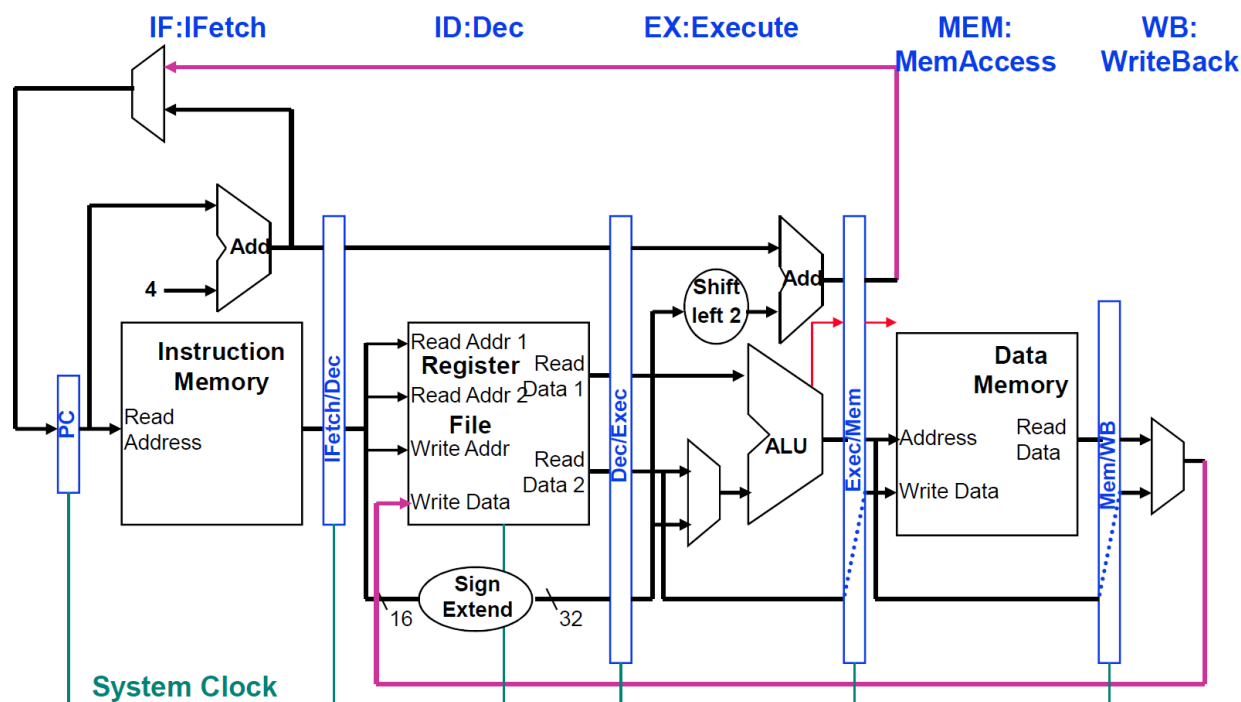 IF:IFetch
ID:Dec
EX:Execute
MEM:
MemAccess
WB:
WriteBack
Add
4
Shift
left 2
Add
Instruction
Memory
Read
Address
PC
IFetch/Dec
Read Addr 1
Register
Read Addr 2
File
Write Addr
Write Data
Read
Data 1
Read
Data 2
Dec/Exec
ALU
Exec/Mem
Data
Memory
Address
Read
Data
Write Data
Mem/WB
Sign
Extend
16
32
System Clock